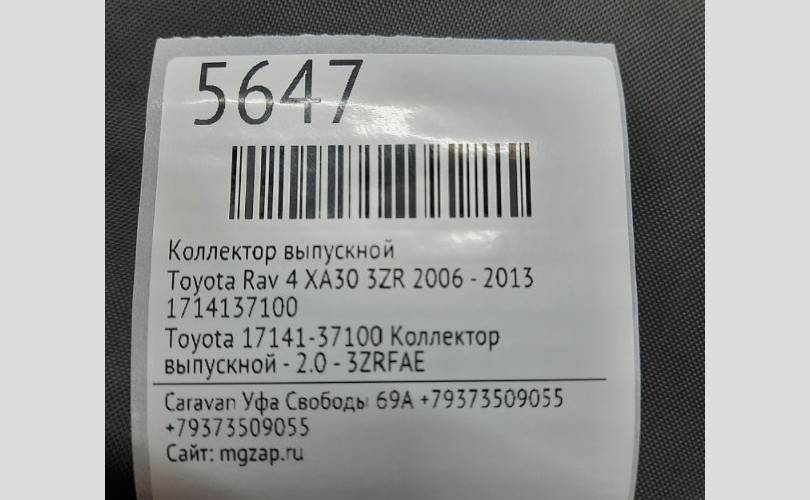 5647
Коллектор выпускной
Toyota Rav 4 XA30 3ZR 2006 - 2013
1714137100
Toyota 17141-37100 Коллектор
выпускной - 2.0 - 3ZRFAE
Caravan Уфа Свободы 69А +79373509055
+79373509055
Сайт: mgzap.ru